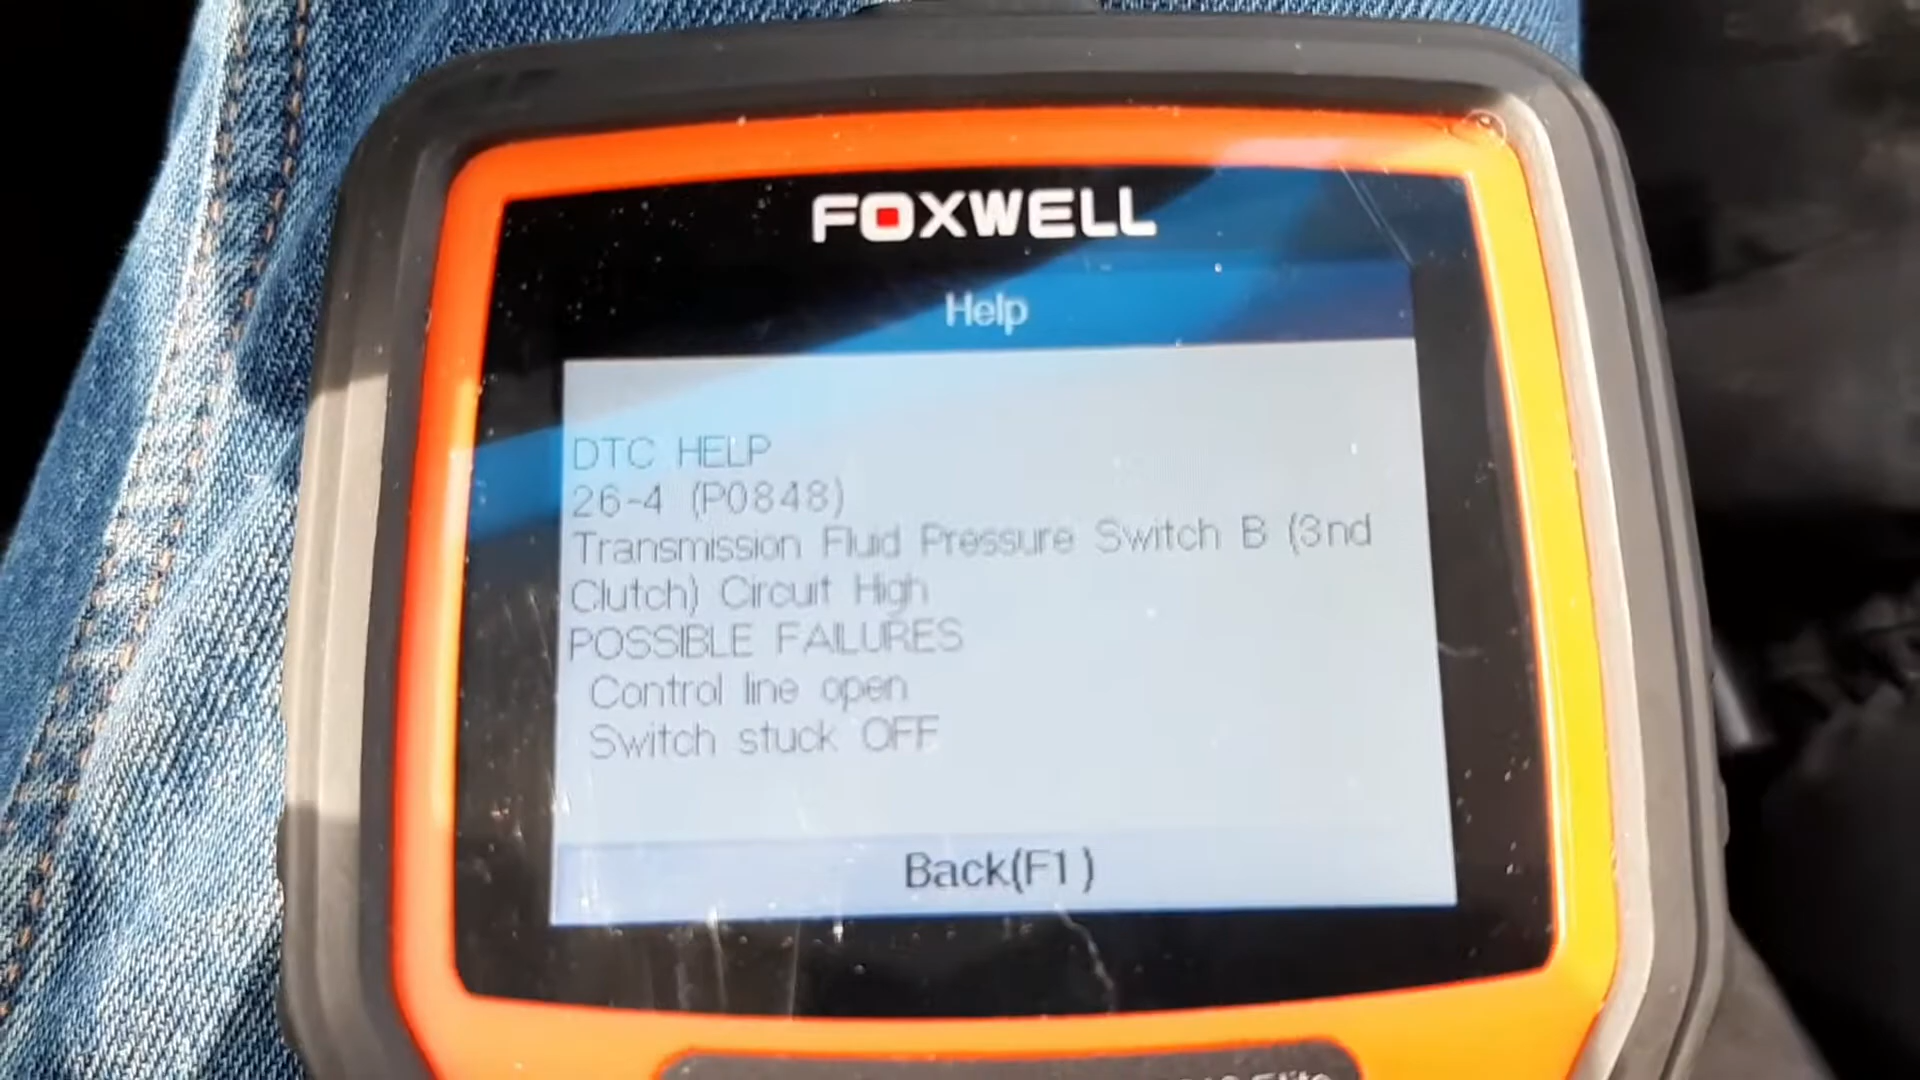 FOXWELL
Help
DTC HELP
26-4 (P0848)
Transmission Fluid Pressure Switch B (3nd
Clutch) Circuit High
POSSIBLE FAILURES
Control line open
Switch stuck OFF
Back(F1)
Elite